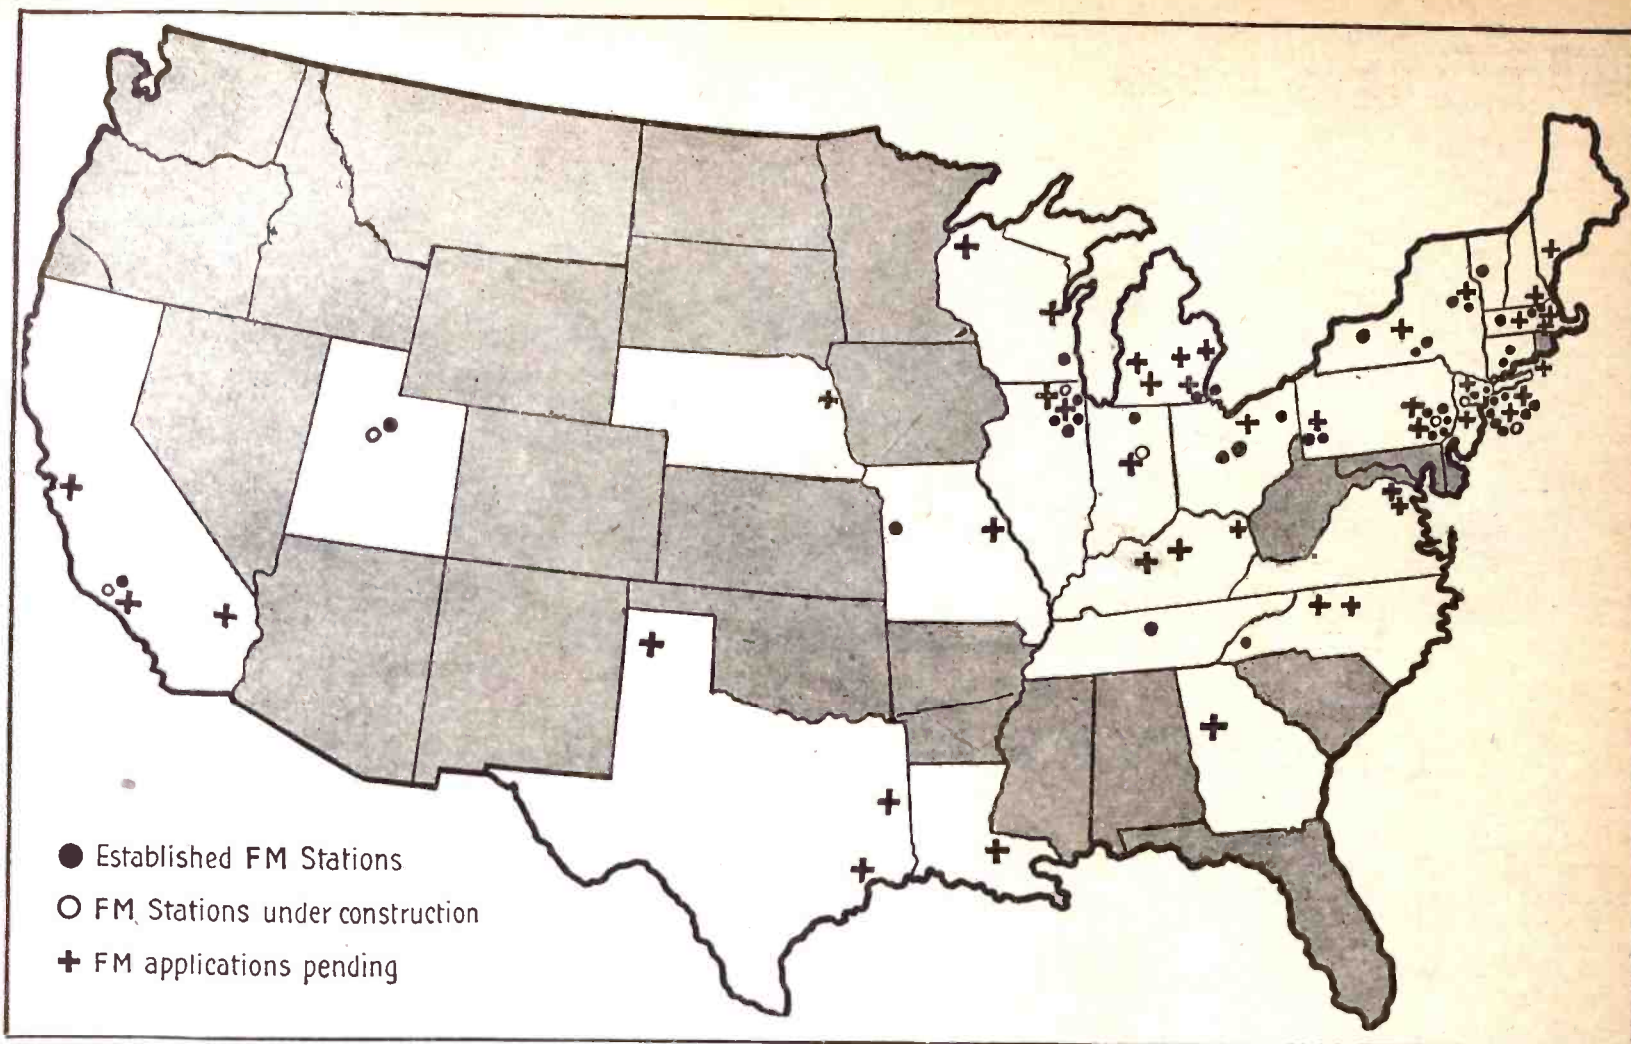 Established FM Stations
FM Stations under construction
FM applications pending